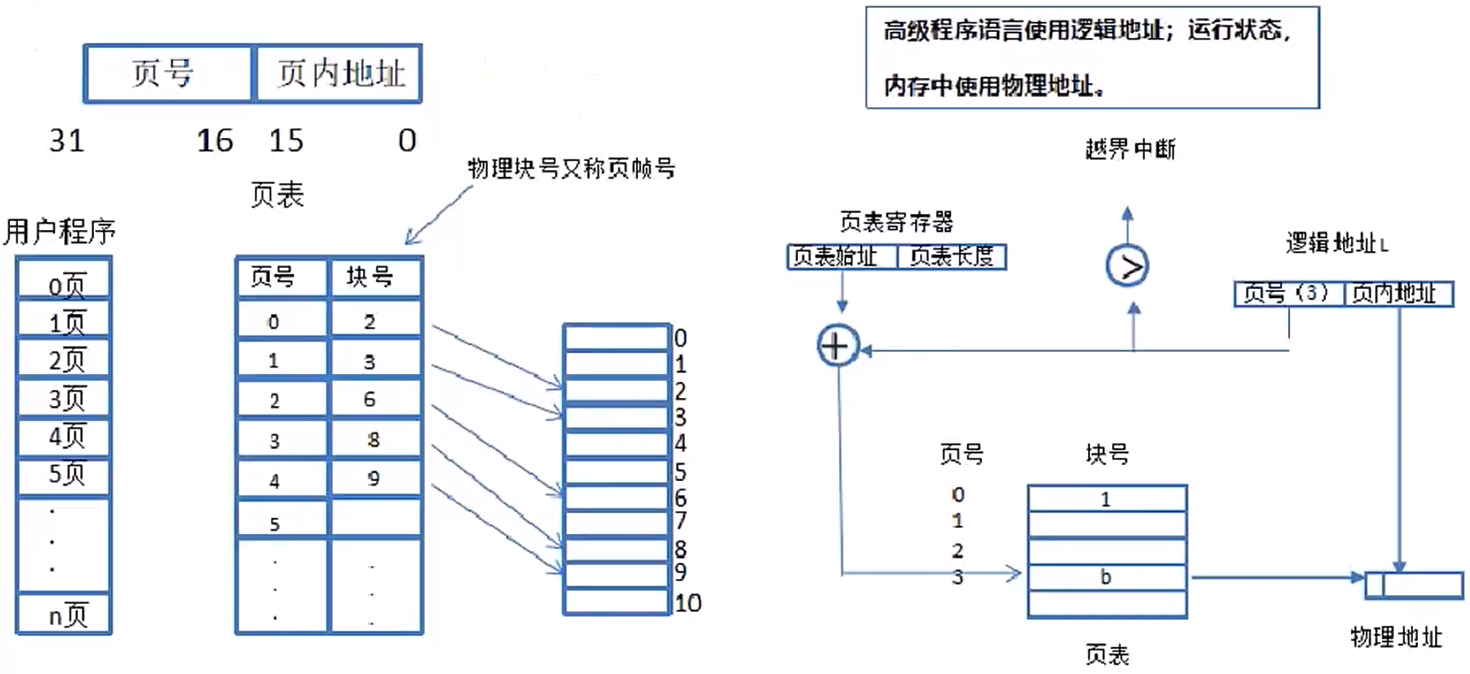 页号 页内地址
31 16 15 0
页表
物理块号又称页帧号
用户程序
0页
1页
2页
3页
4页
5页
.
.
.
n页
页号 块号
0 2
1 3
2 6
3 8
4 9
5
. .
. .
. .
0
1
2
3
4
5
6
7
8
9
10
高级程序语言使用逻辑地址；运行状态，
内存中使用物理地址。
越界中断
页表寄存器
页表始址 页表长度
>
逻辑地址L
页号（3） 页内地址
+
页号 块号
0 1
1
2
3 b
页表
物理地址